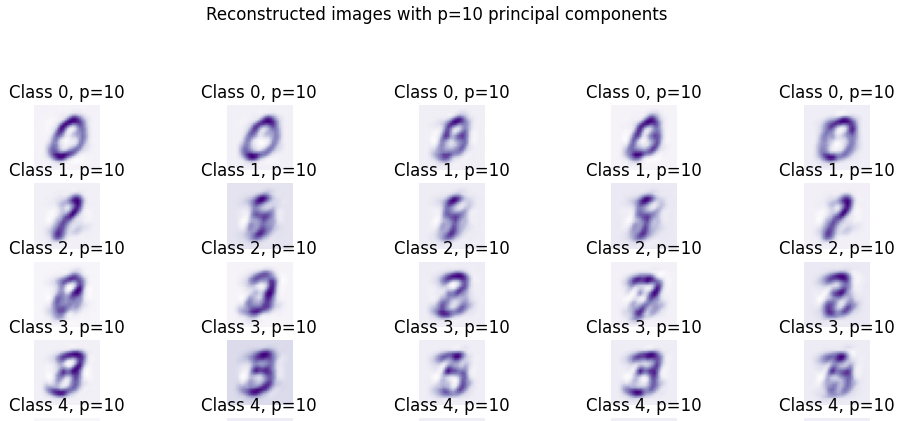 Reconstructed images with p=10 principal components
Class 0, p=10 Class 0, p=10 Class 0, p=10 Class 0, p=10 Class 0, p=10
Class 1, p=10 Class 1, p=10 Class 1, p=10 Class 1, p=10 Class 1, p=10
Class 2, p=10 Class 2, p=10 Class 2, p=10 Class 2, p=10 Class 2, p=10
Class 3, p=10 Class 3, p=10 Class 3, p=10 Class 3, p=10 Class 3, p=10
Class 4, p=10 Class 4, p=10 Class 4, p=10 Class 4, p=10 Class 4, p=10